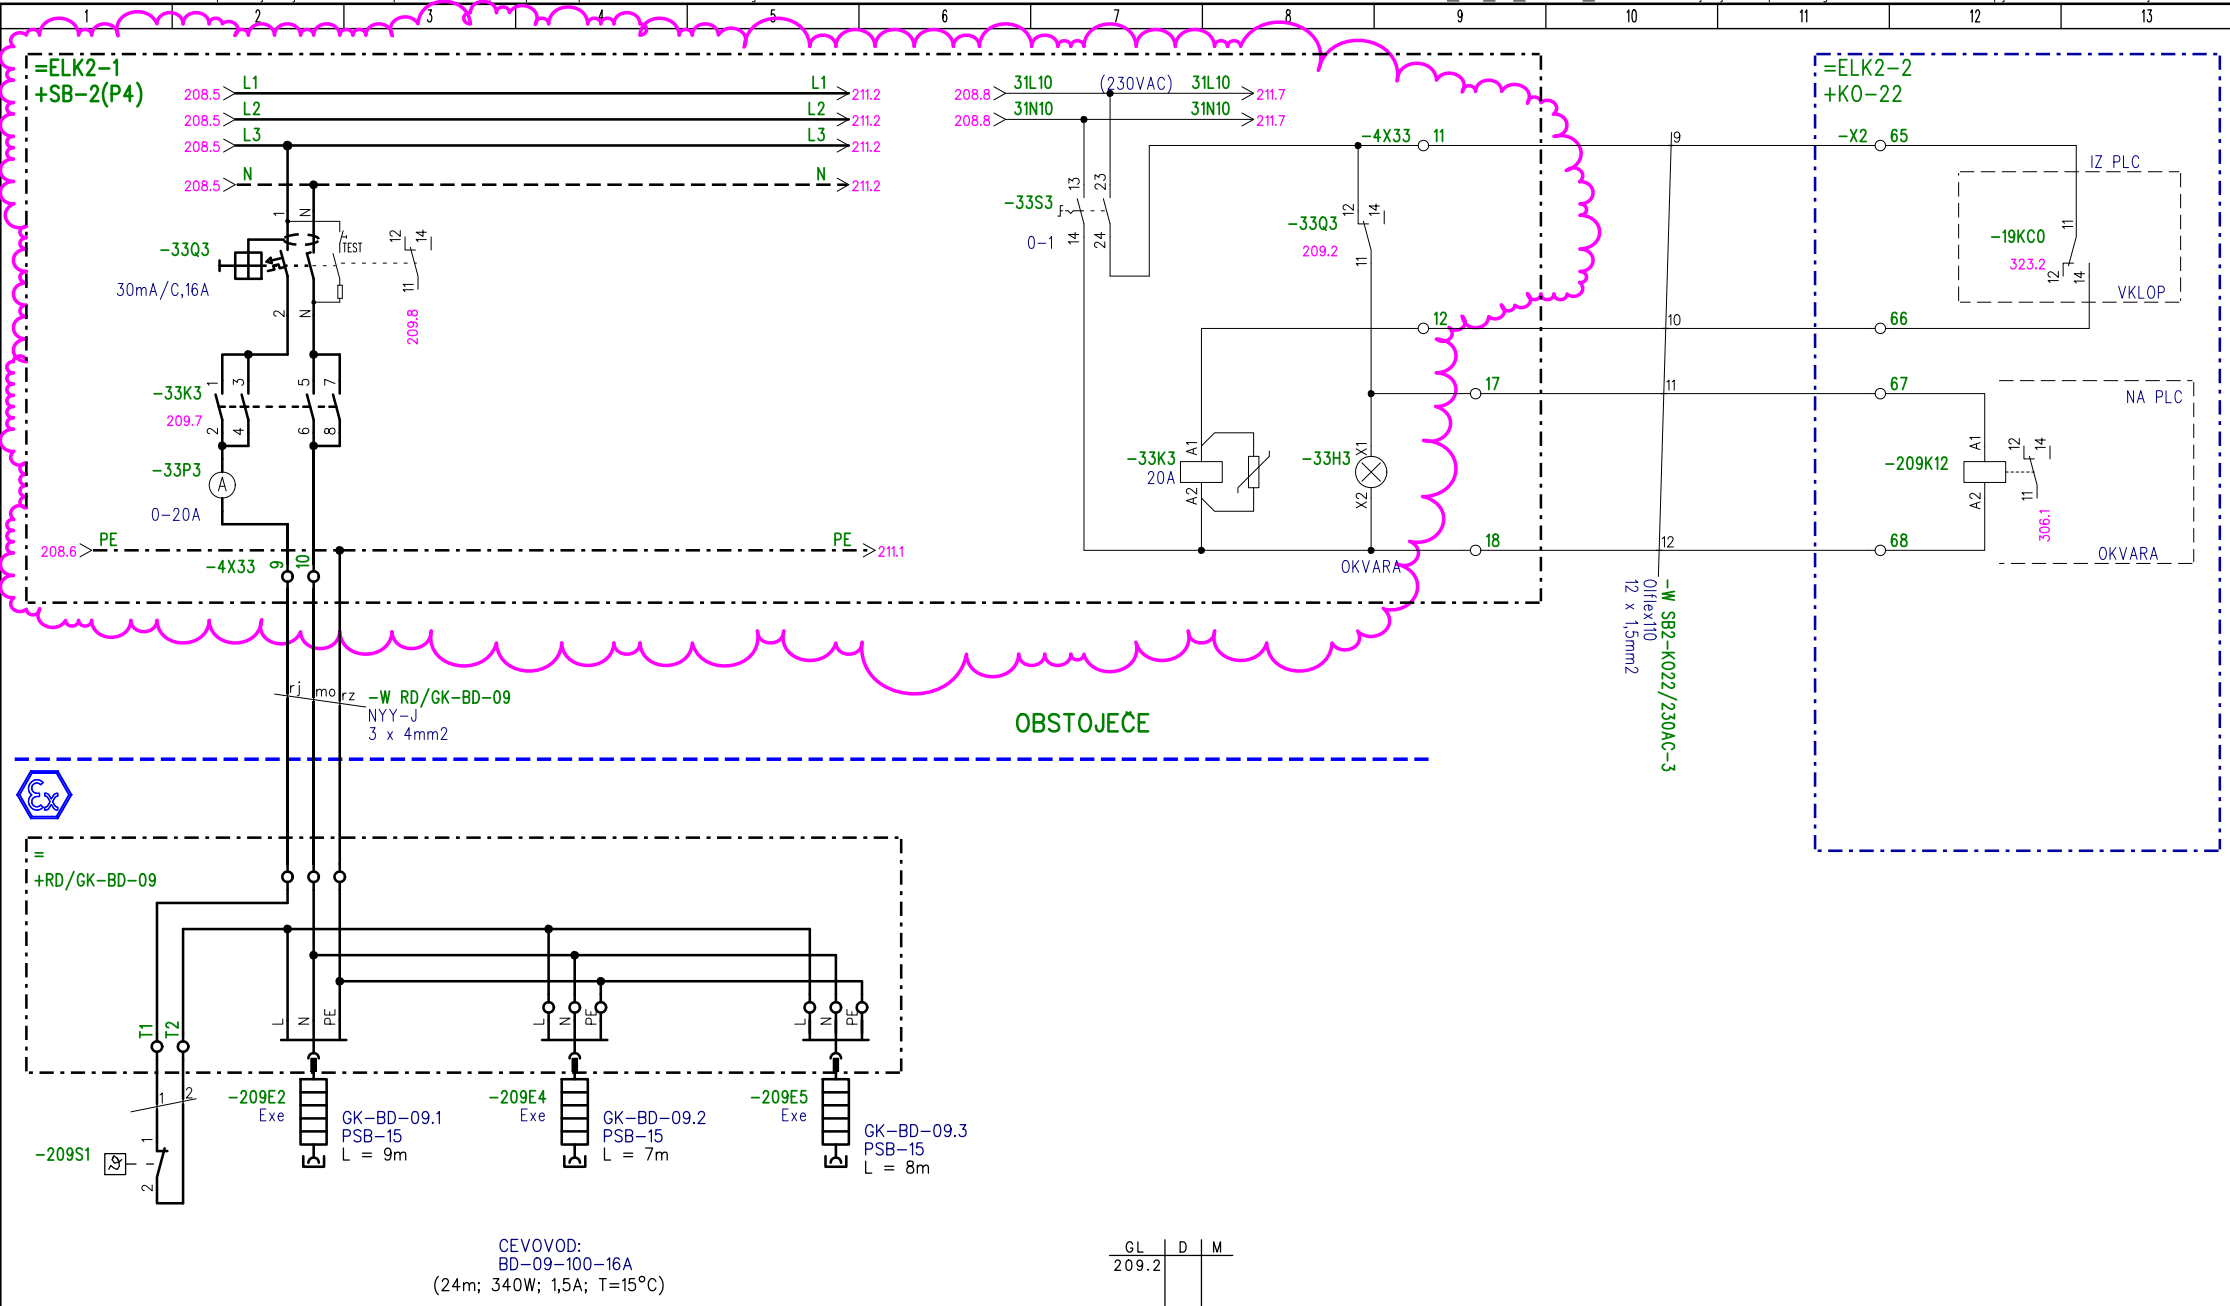 1 2 3 4 5 6 7 8 9 10 11 12 13
=ELK2-1
+SB-2(P4)
208.5 L1 L1 211.2
208.5 L2 L2 211.2
208.5 L3 L3 211.2
208.5 N N 211.2
208.8 31L10 (230VAC) 31L10 211.7
208.8 31N10 31N10 211.7
=ELK2-2
+KO-22
-4X33 11
9
-X2 65
IZ PLC
1 N
-33Q3
TEST
12 14
11
30mA/C,16A
2 N
209.8
13 23
-33S3
0-1
14 24
-33Q3
209.2
12 14
11
11
-19KC0
323.2
12 14
VKLOP
12
10
66
-33K3
209.7
1 3 5 7
2 4 6 8
17
11
67
NA PLC
-33P3
A
0-20A
-33K3
20A
A1
A2
-33H3
X1
X2
-209K12
A1
A2
12 14
11
306.1
OKVARA
208.6 PE PE 211.1
-4X33 9 10
18
12
68
OKVARA
-W SB2-KO22/230AC-3
Olflex110
12 x 1,5mm2
rj mo rz
-W RD/GK-BD-09
NYY-J
3 x 4mm2
OBSTOJEČE
Ex
=
+RD/GK-BD-09
T1 T2
L N PE
L N PE
L N PE
1 2
-209S1
1
2
-209E2
Exe
GK-BD-09.1
PSB-15
L = 9m
-209E4
Exe
GK-BD-09.2
PSB-15
L = 7m
-209E5
Exe
GK-BD-09.3
PSB-15
L = 8m
CEVOVOD:
BD-09-100-16A
(24m; 340W; 1,5A; T=15°C)
GL D M
209.2